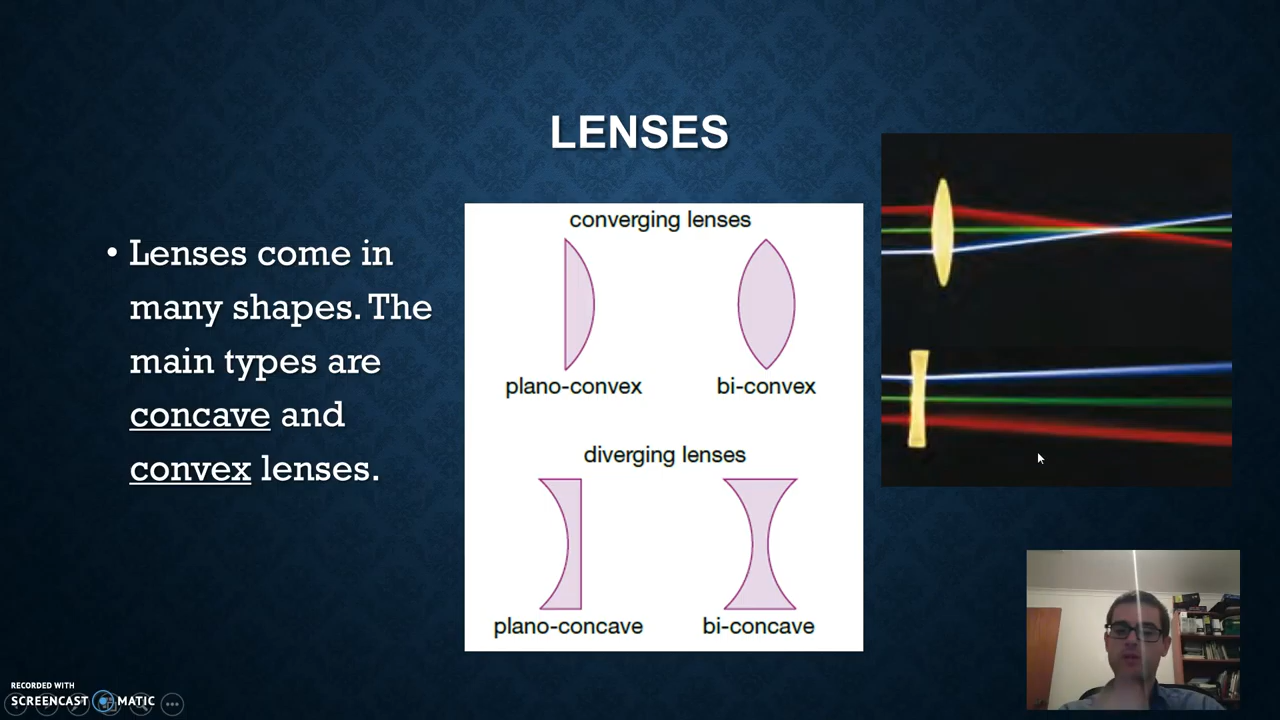 LENSES
• Lenses come in
many shapes. The
main types are
concave and
convex lenses.
converging lenses
plano-convex bi-convex
diverging lenses
plano-concave bi-concave
RECORDED WITH
SCREENCAST MATIC